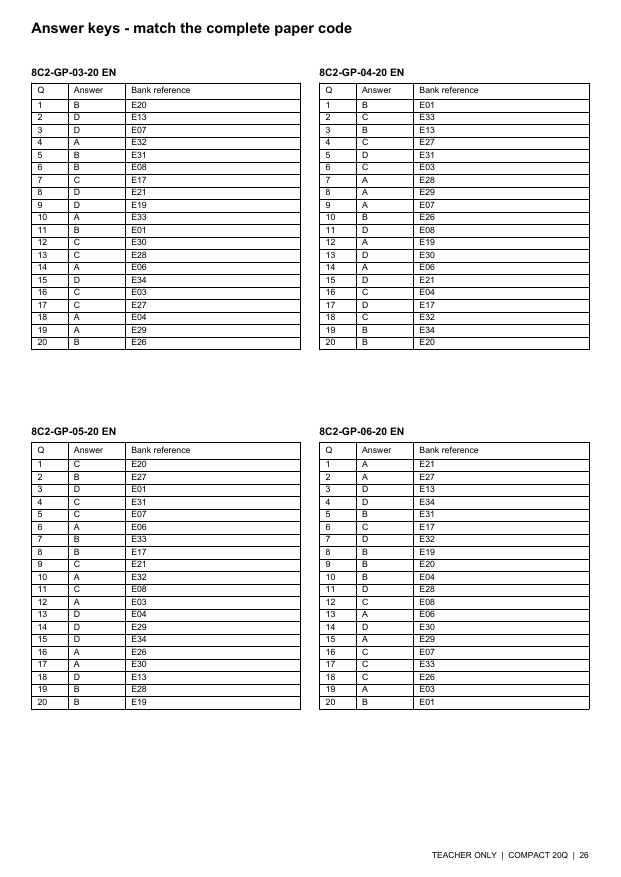 Answer keys - match the complete paper code
8C2-GP-03-20 EN
Q Answer Bank reference
1 B E20
2 D E13
3 D E07
4 A E32
5 B E31
6 B E08
7 C E17
8 D E21
9 D E19
10 A E33
11 B E01
12 C E30
13 C E28
14 A E06
15 D E34
16 C E03
17 C E27
18 A E04
19 A E29
20 B E26
8C2-GP-04-20 EN
Q Answer Bank reference
1 B E01
2 C E33
3 B E13
4 C E27
5 D E31
6 C E03
7 A E28
8 A E29
9 A E07
10 B E26
11 D E08
12 A E19
13 D E30
14 A E06
15 D E21
16 C E04
17 D E17
18 C E32
19 B E34
20 B E20
8C2-GP-05-20 EN
Q Answer Bank reference
1 C E20
2 B E27
3 D E01
4 C E31
5 C E07
6 A E06
7 B E33
8 B E17
9 C E21
10 A E32
11 C E08
12 A E03
13 D E04
14 D E29
15 D E34
16 A E26
17 A E30
18 D E13
19 B E28
20 B E19
8C2-GP-06-20 EN
Q Answer Bank reference
1 A E21
2 A E27
3 D E13
4 D E34
5 B E31
6 C E17
7 D E32
8 B E19
9 B E20
10 B E04
11 D E28
12 C E08
13 A E06
14 D E30
15 A E29
16 C E07
17 C E33
18 C E26
19 A E03
20 B E01
TEACHER ONLY | COMPACT 20Q | 26